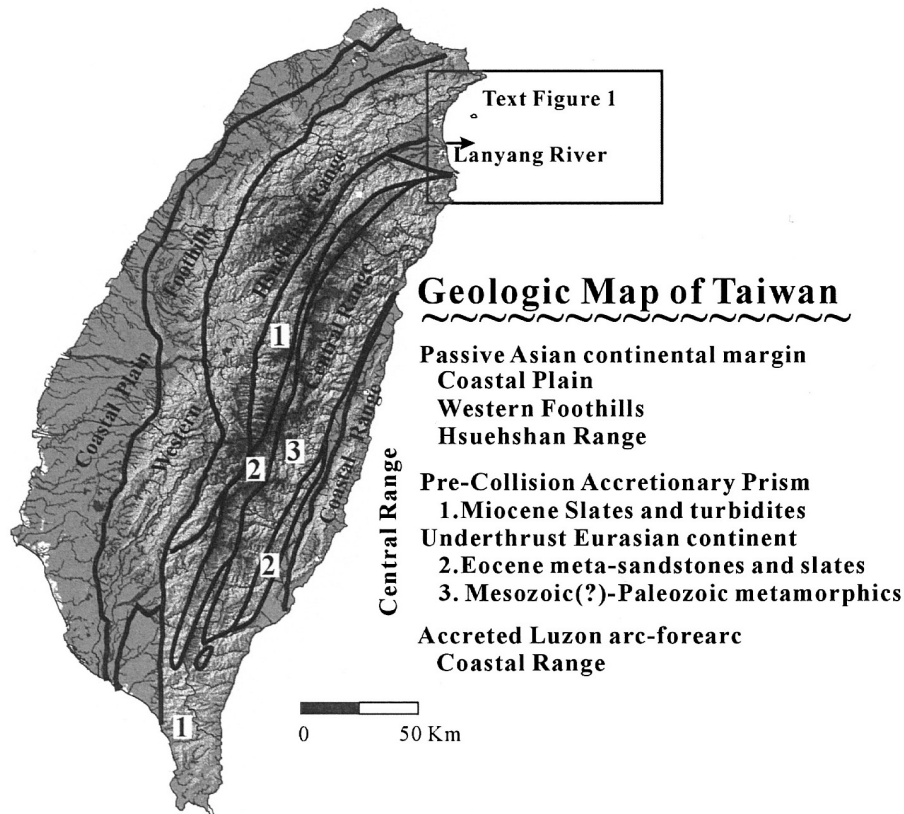 Text Figure 1
Lanyang River
Hsuehshan Range
Foothills
Central Range
1
Geologic Map of Taiwan
Passive Asian continental margin
Coastal Plain
Western Foothills
Hsuehshan Range
Coastal Plain
Western
Coastal Range
3
2
Central Range
Pre-Collision Accretionary Prism
1.Miocene Slates and turbidites
Underthrust Eurasian continent
2.Eocene meta-sandstones and slates
3. Mesozoic(?)-Paleozoic metamorphics
2
Accreted Luzon arc-forearc
Coastal Range
1
0 50 Km